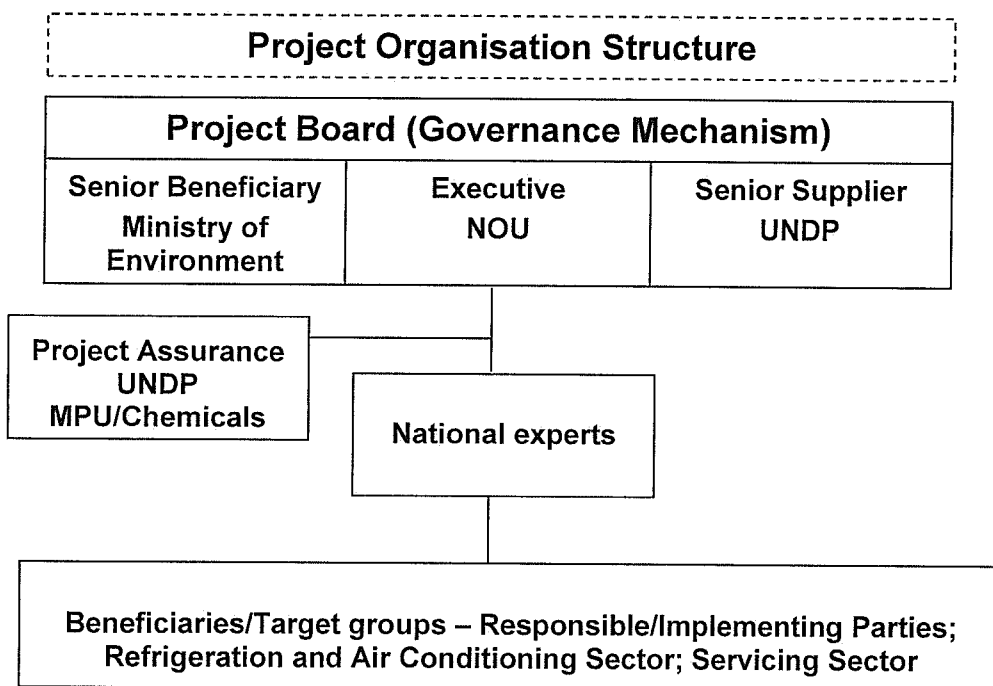 Project Organisation Structure
Project Board (Governance Mechanism)
Senior Beneficiary
Ministry of
Environment
Executive
NOU
Senior Supplier
UNDP
Project Assurance
UNDP
MPU/Chemicals
National experts
Beneficiaries/Target groups – Responsible/Implementing Parties;
Refrigeration and Air Conditioning Sector; Servicing Sector